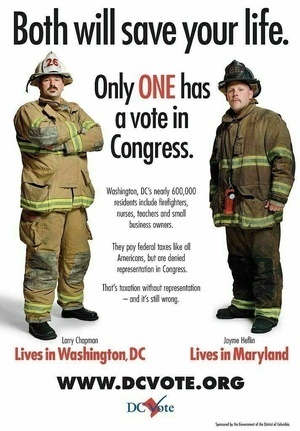 Both will save your life.
26
Only ONE has
a vote in
Congress.
Washington, DC's nearly 600,000
residents include firefighters,
nurses, teachers and small
business owners.
They pay federal taxes like all
Americans, but are denied
representation in Congress.
That's taxation without representation
– and it's still wrong.
Larry Chapman
Lives in Washington, DC
Jayme Heflin
Lives in Maryland
WWW.DCVOTE.ORG
DC Vote
Sponsored by the Government of the District of Columbia.